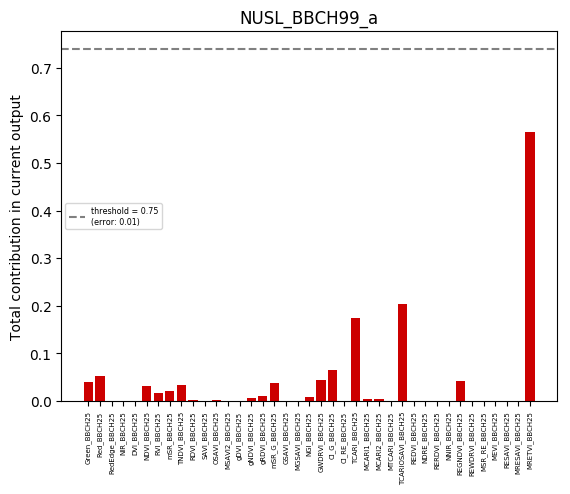 NUSL_BBCH99_a
Total contribution in current output
0.7
0.6
0.5
0.4
0.3
0.2
0.1
0.0
threshold = 0.75
(error: 0.01)
Green_BBCH25
Red_BBCH25
RedEdge_BBCH25
NIR_BBCH25
DVI_BBCH25
NDVI_BBCH25
RVI_BBCH25
mSR_BBCH25
TNDVI_BBCH25
RDVI_BBCH25
SAVI_BBCH25
OSAVI_BBCH25
MSAVI2_BBCH25
gDVI_BBCH25
gNDVI_BBCH25
gRDVI_BBCH25
mSR_G_BBCH25
GSAVI_BBCH25
MGSAVI_BBCH25
NGI_BBCH25
GWDRVI_BBCH25
CI_G_BBCH25
CI_RE_BBCH25
TCARI_BBCH25
MCARI1_BBCH25
MCARI2_BBCH25
MTCARI_BBCH25
TCARIOSAVI_BBCH25
REDVI_BBCH25
NDRE_BBCH25
RERDVI_BBCH25
NNIR_BBCH25
REGNDVI_BBCH25
REWDRVI_BBCH25
MSR_RE_BBCH25
MEVI_BBCH25
RESAVI_BBCH25
MRESAVI_BBCH25
MRETVI_BBCH25